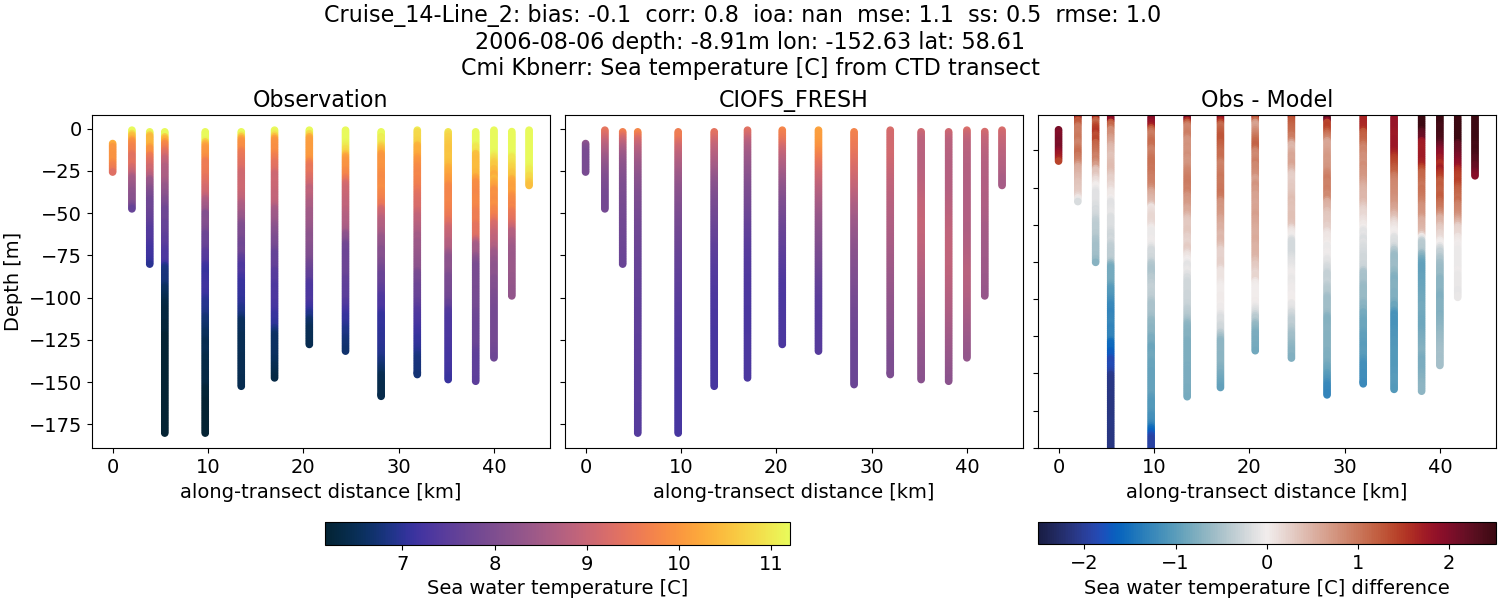 Cruise_14-Line_2: bias: -0.1  corr: 0.8  ioa: nan  mse: 1.1  ss: 0.5  rmse: 1.0
2006-08-06 depth: -8.91m lon: -152.63 lat: 58.61
Cmi Kbnerr: Sea temperature [C] from CTD transect
Observation
CIOFS_FRESH
Obs - Model
Depth [m]
0
−25
−50
−75
−100
−125
−150
−175
0 10 20 30 40
0 10 20 30 40
0 10 20 30 40
along-transect distance [km]
along-transect distance [km]
along-transect distance [km]
7 8 9 10 11
Sea water temperature [C]
−2 −1 0 1 2
Sea water temperature [C] difference